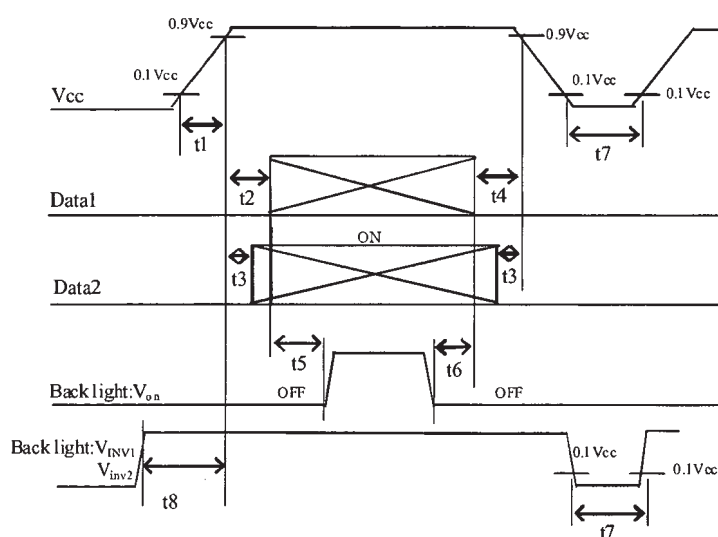 0.9Vcc
0.9Vcc
0.1Vcc
0.1Vcc
0.1Vcc
Vcc
t1
t7
t2
t4
Data1
ON
t3
t3
Data2
t5
t6
OFF
OFF
Back light:Von
Back light:VINV1
Vinv2
0.1Vcc
0.1Vcc
t8
t7